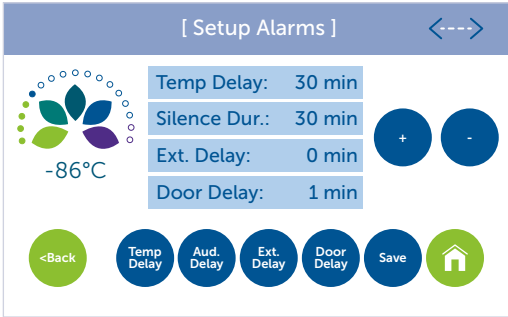 [ Setup Alarms ]
<---->
Temp Delay: 30 min
Silence Dur.: 30 min
Ext. Delay: 0 min
Door Delay: 1 min
+ -
-86°C
<Back
Temp Delay
Aud. Delay
Ext. Delay
Door Delay
Save